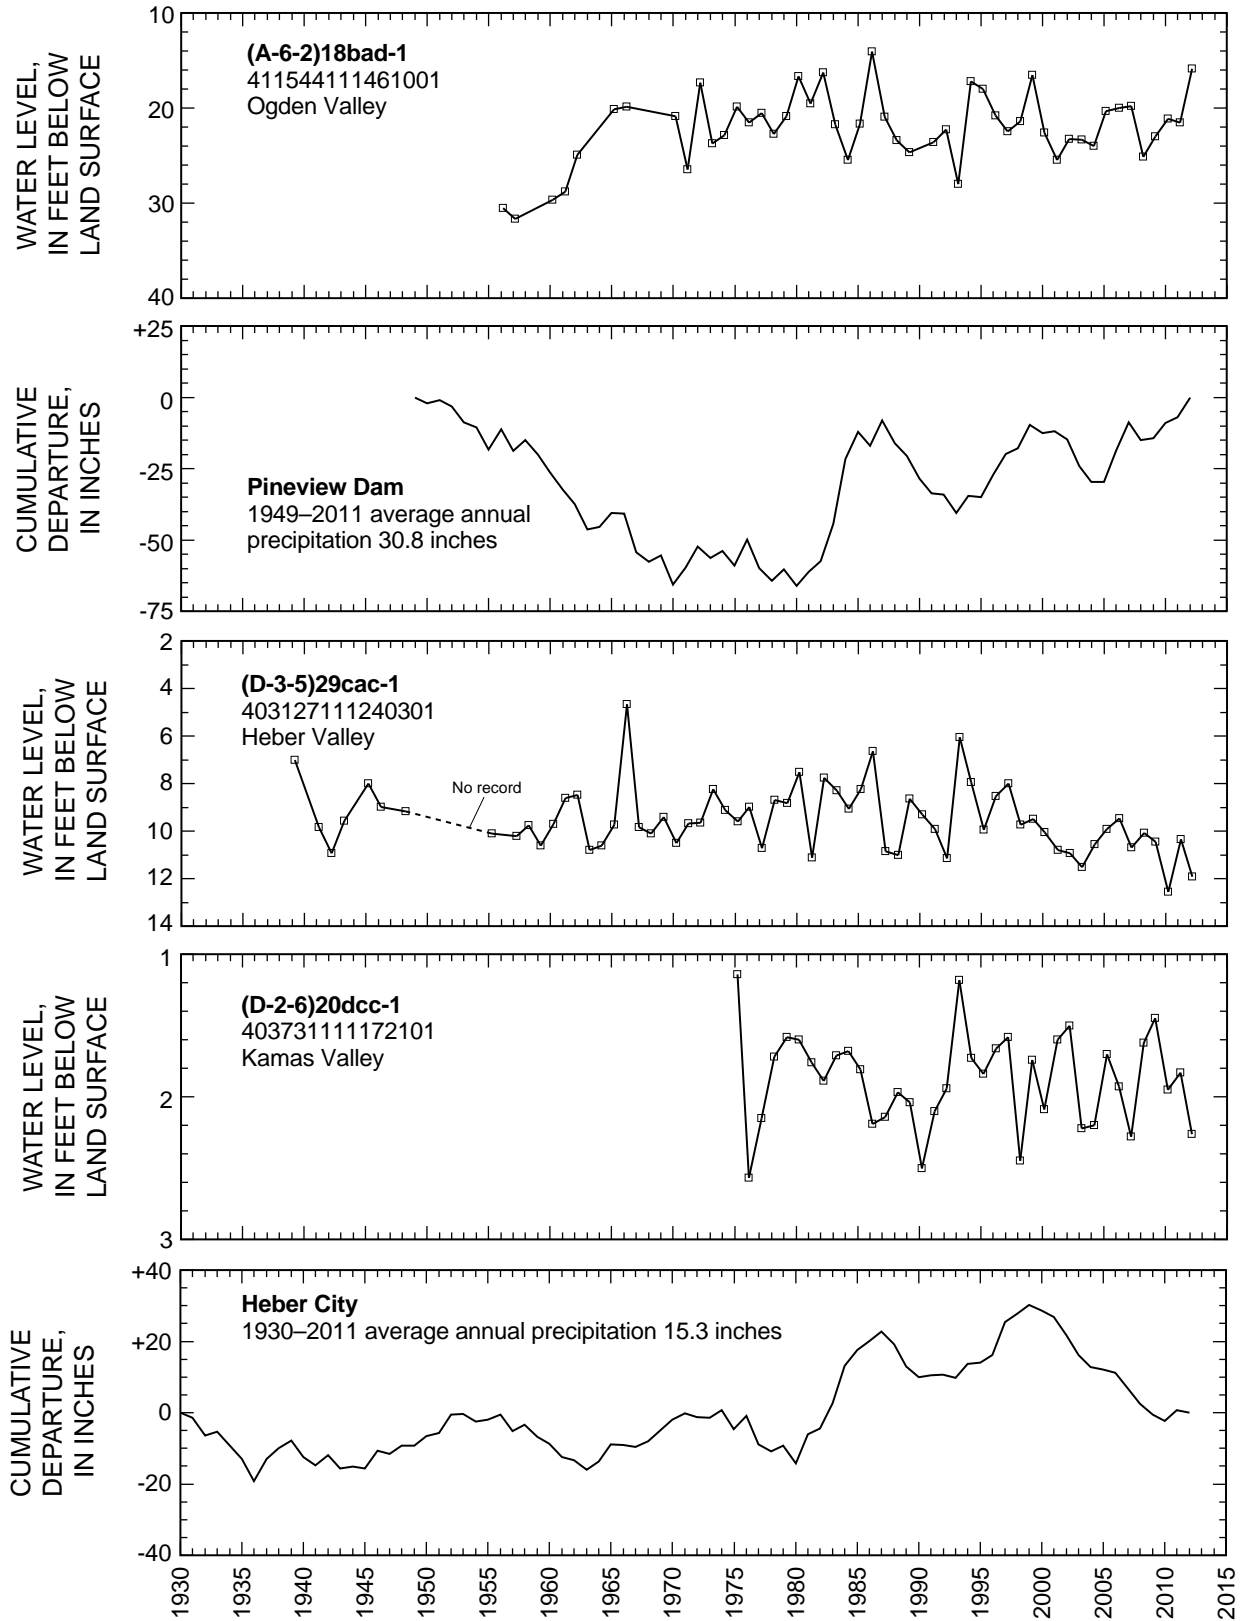 WATER LEVEL,
IN FEET BELOW
LAND SURFACE
10
20
30
40
(A-6-2)18bad-1
411544111461001
Ogden Valley
CUMULATIVE
DEPARTURE,
IN INCHES
+25
0
-25
-50
-75
Pineview Dam
1949–2011 average annual
precipitation 30.8 inches
WATER LEVEL,
IN FEET BELOW
LAND SURFACE
2
4
6
8
10
12
14
(D-3-5)29cac-1
403127111240301
Heber Valley
No record
WATER LEVEL,
IN FEET BELOW
LAND SURFACE
1
2
3
(D-2-6)20dcc-1
403731111172101
Kamas Valley
CUMULATIVE
DEPARTURE,
IN INCHES
+40
+20
0
-20
-40
Heber City
1930–2011 average annual precipitation 15.3 inches
1930 1935 1940 1945 1950 1955 1960 1965 1970 1975 1980 1985 1990 1995 2000 2005 2010 2015